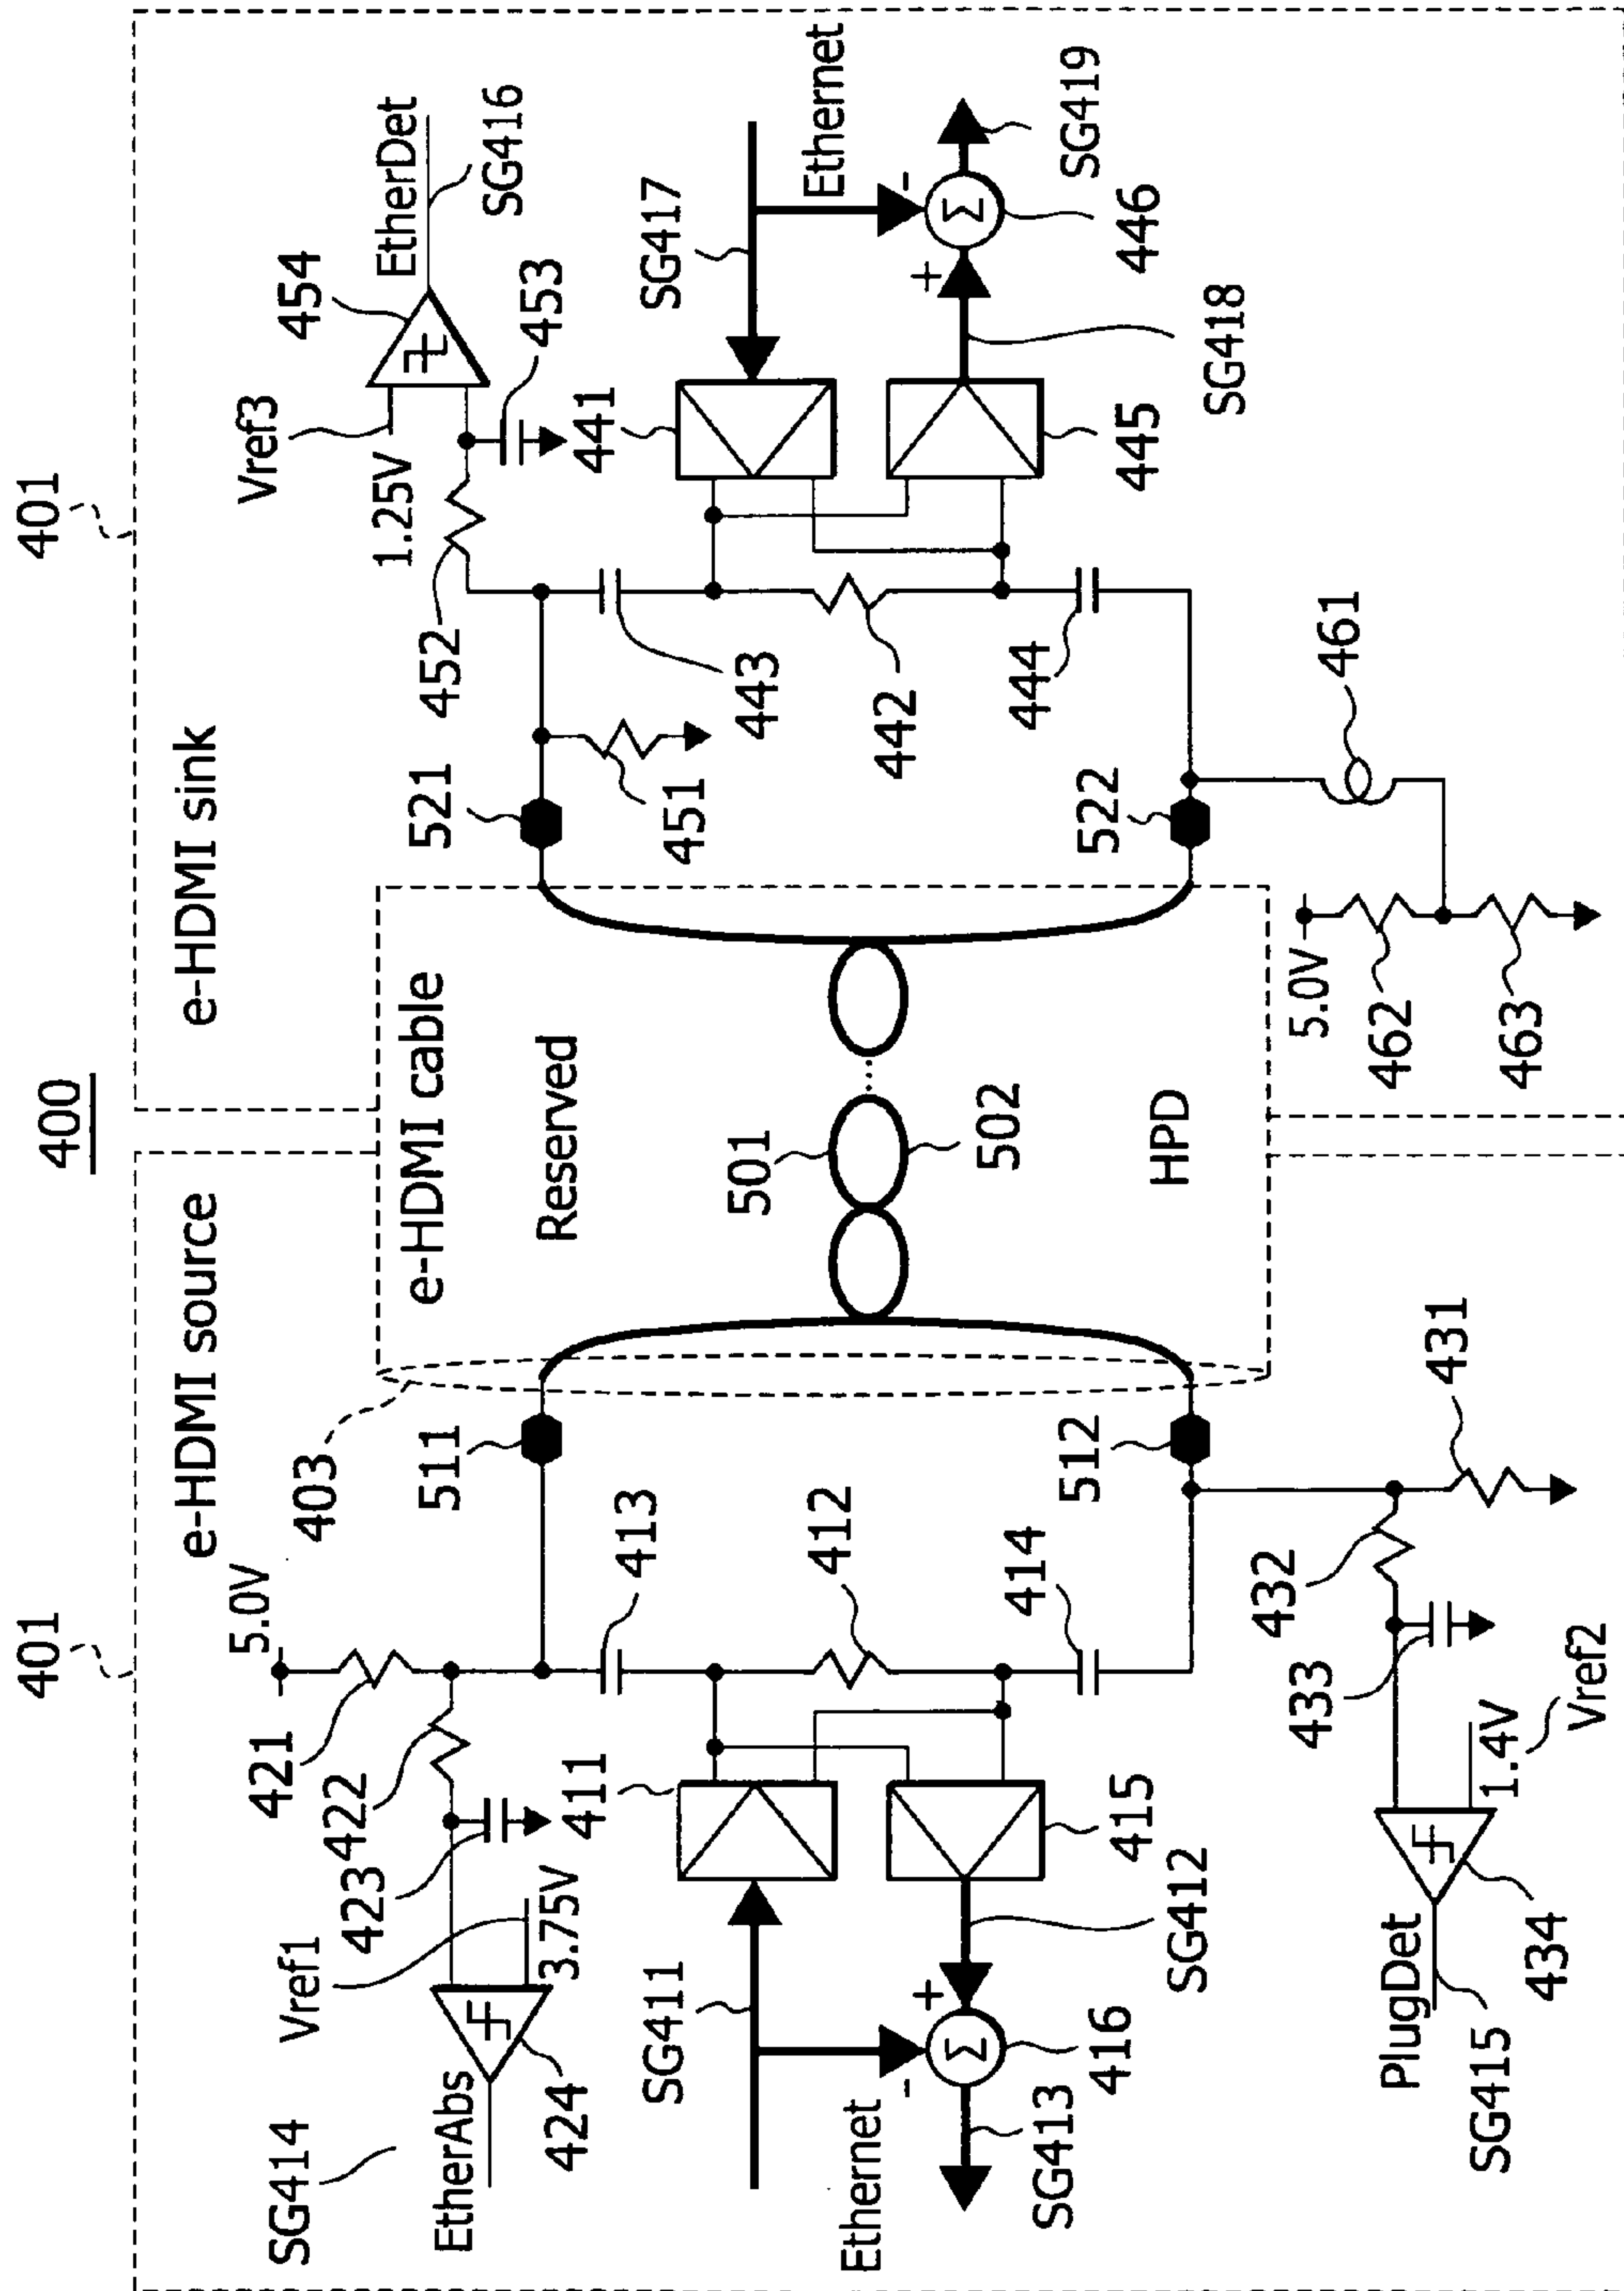 400
401
401
e-HDMI source
e-HDMI sink
e-HDMI cable
Reserved
HPD
403
501
502
511
512
521
522
5.0V
421
422
423
Vref1
3.75V
424
SG414
EtherAbs
411
412
413
414
415
416
SG411
SG412
SG413
Ethernet
-
+
Σ
431
432
433
1.4V
Vref2
434
PlugDet
SG415
Vref3
1.25V
454
EtherDet
SG416
453
452
451
441
442
443
444
445
446
SG417
SG418
SG419
Ethernet
-
+
Σ
461
5.0V
462
463